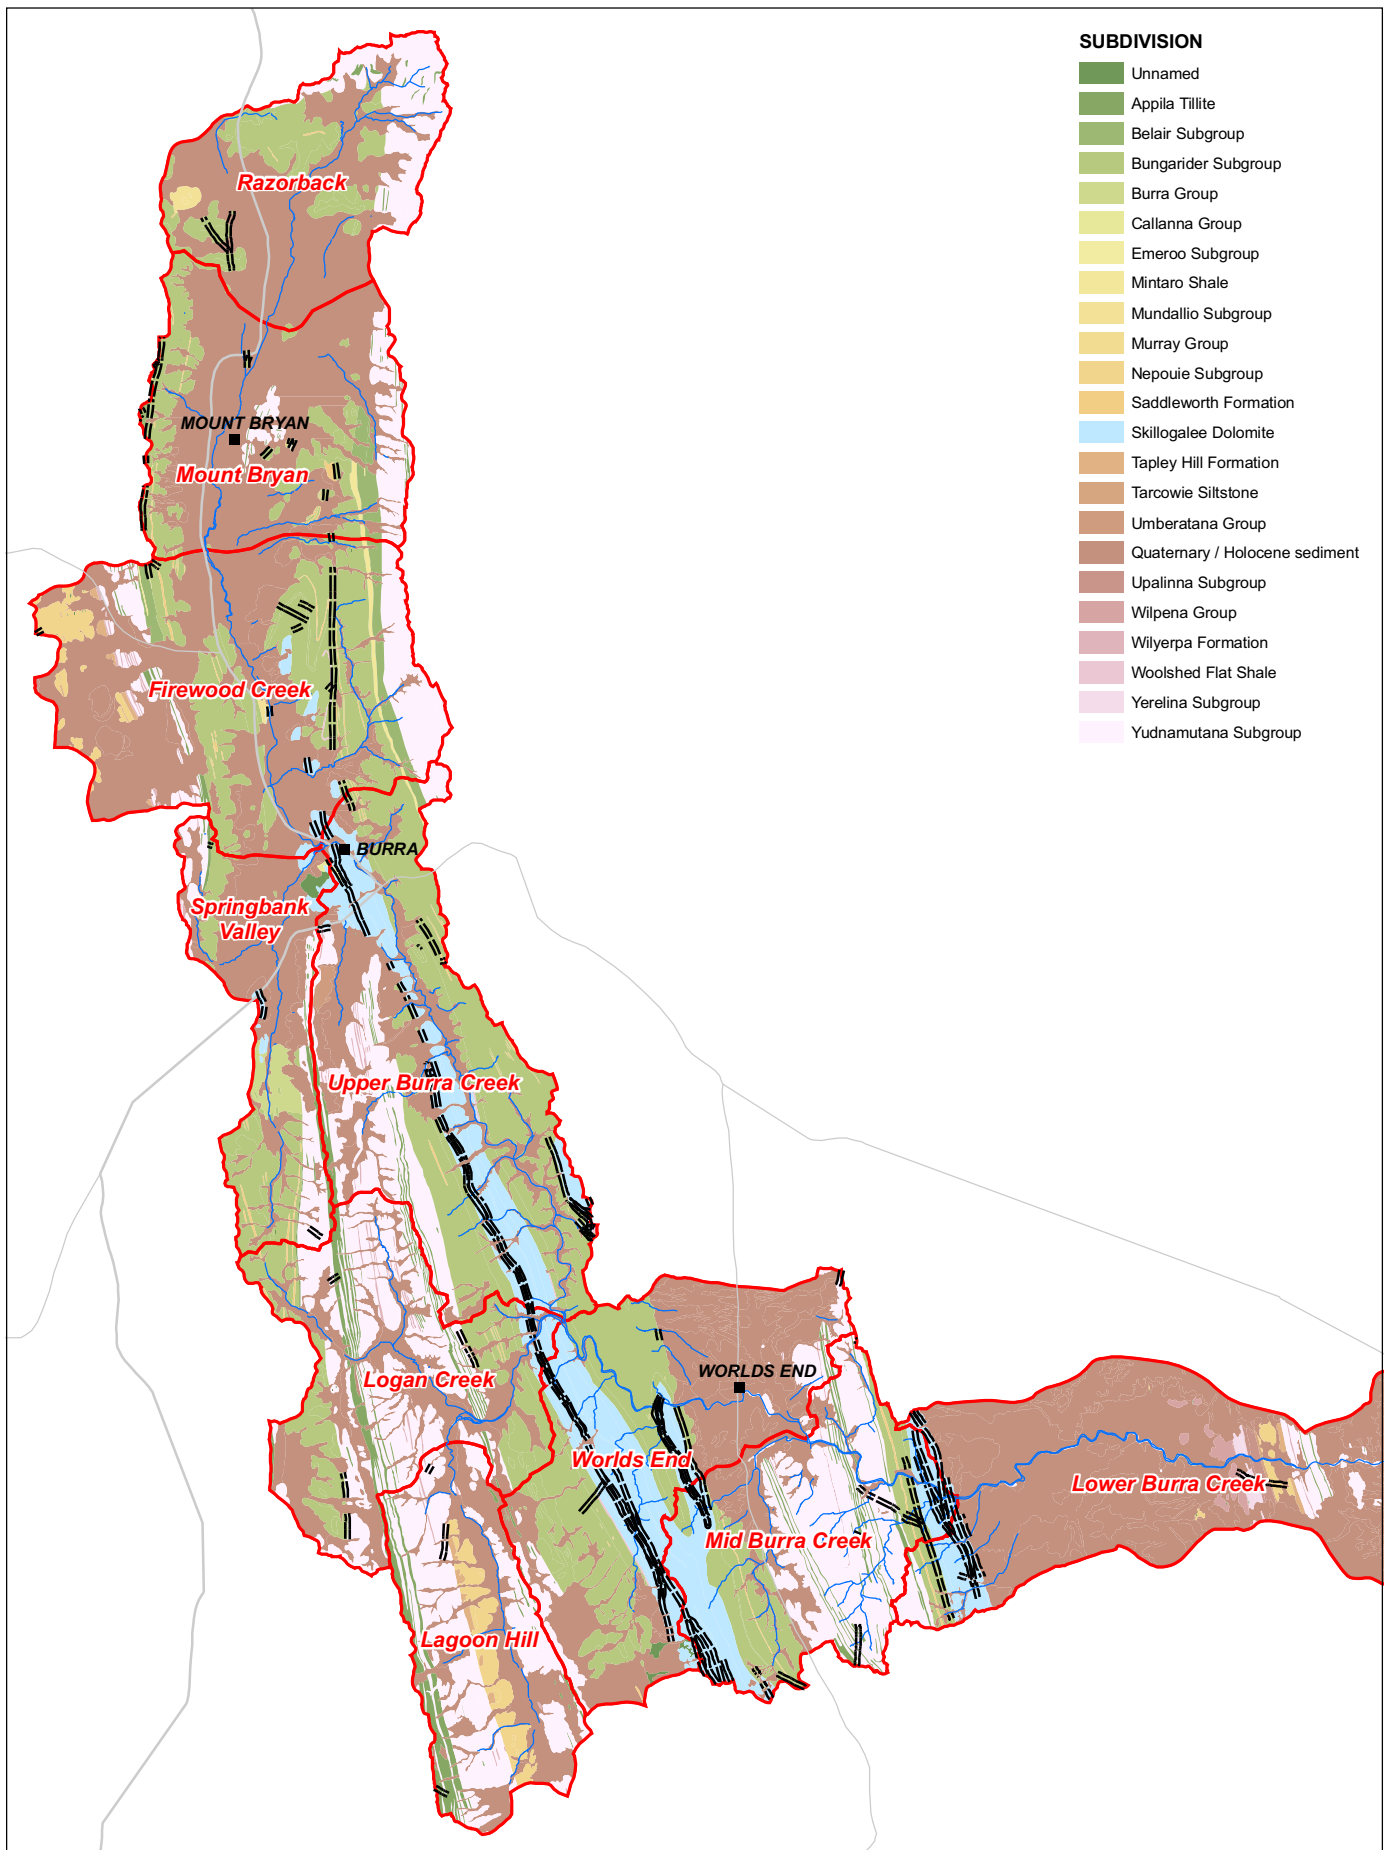 SUBDIVISION
Unnamed
Appila Tillite
Belair Subgroup
Bungarider Subgroup
Burra Group
Callanna Group
Emeroo Subgroup
Mintaro Shale
Mundallio Subgroup
Murray Group
Nepouie Subgroup
Saddleworth Formation
Skillogalee Dolomite
Tapley Hill Formation
Tarcowie Siltstone
Umberatana Group
Quaternary / Holocene sediment
Upalinna Subgroup
Wilpena Group
Wilyerpa Formation
Woolshed Flat Shale
Yerelina Subgroup
Yudnamutana Subgroup
Razorback
MOUNT BRYAN
Mount Bryan
Firewood Creek
BURRA
Springbank
Valley
Upper Burra Creek
WORLDS END
Logan Creek
Worlds End
Lower Burra Creek
Mid Burra Creek
Lagoon Hill